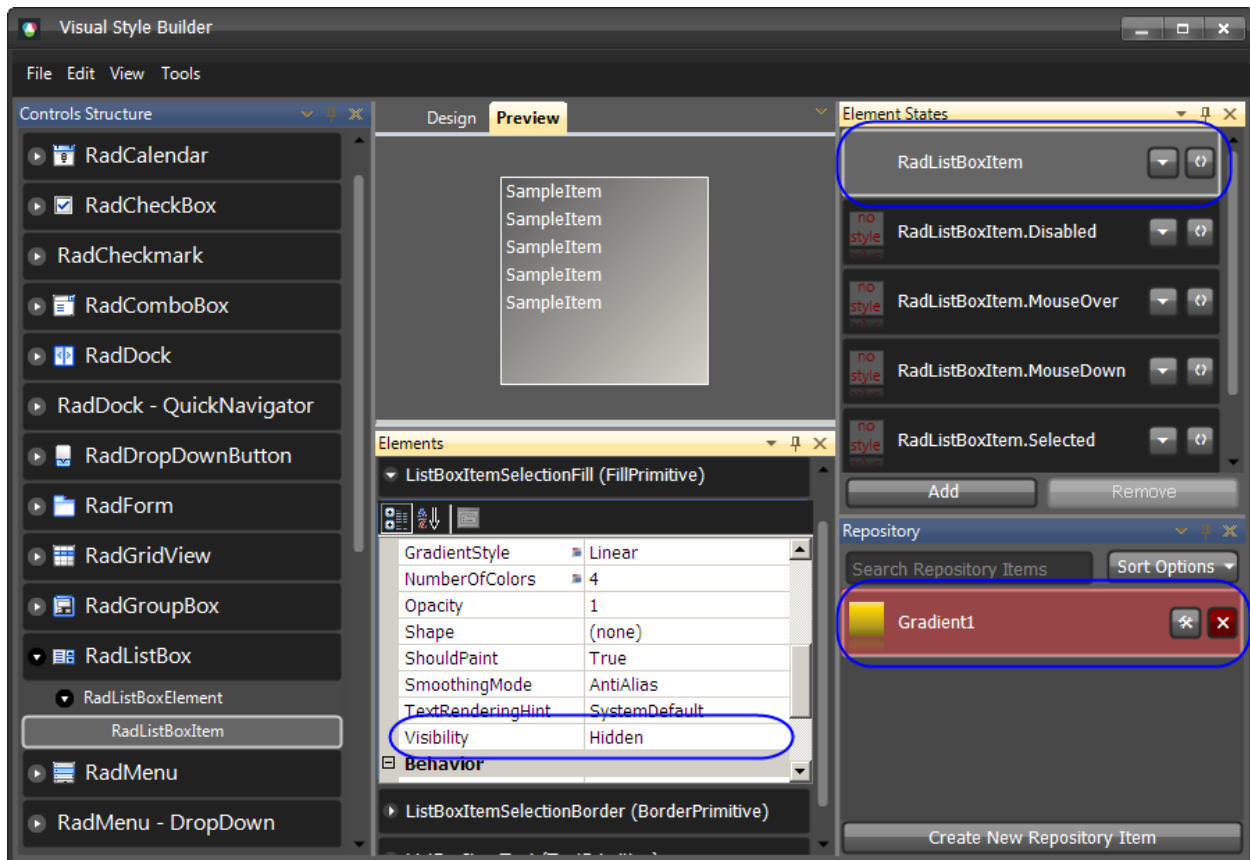 Visual Style Builder
File Edit View Tools
Controls Structure
RadCalendar
RadCheckBox
RadCheckmark
RadComboBox
RadDock
RadDock - QuickNavigator
RadDropDownButton
RadForm
RadGridView
RadGroupBox
RadListBox
RadListBoxElement
RadListBoxItem
RadMenu
RadMenu - DropDown
Design Preview
SampleItem
SampleItem
SampleItem
SampleItem
SampleItem
Elements
ListBoxItemSelectionFill (FillPrimitive)
GradientStyle Linear
NumberOfColors 4
Opacity 1
Shape (none)
ShouldPaint True
SmoothingMode AntiAlias
TextRenderingHint SystemDefault
Visibility Hidden
Behavior
ListBoxItemSelectionBorder (BorderPrimitive)
Element States
RadListBoxItem
no style RadListBoxItem.Disabled
no style RadListBoxItem.MouseOver
no style RadListBoxItem.MouseDown
no style RadListBoxItem.Selected
Add Remove
Repository
Search Repository Items Sort Options
Gradient1
Create New Repository Item